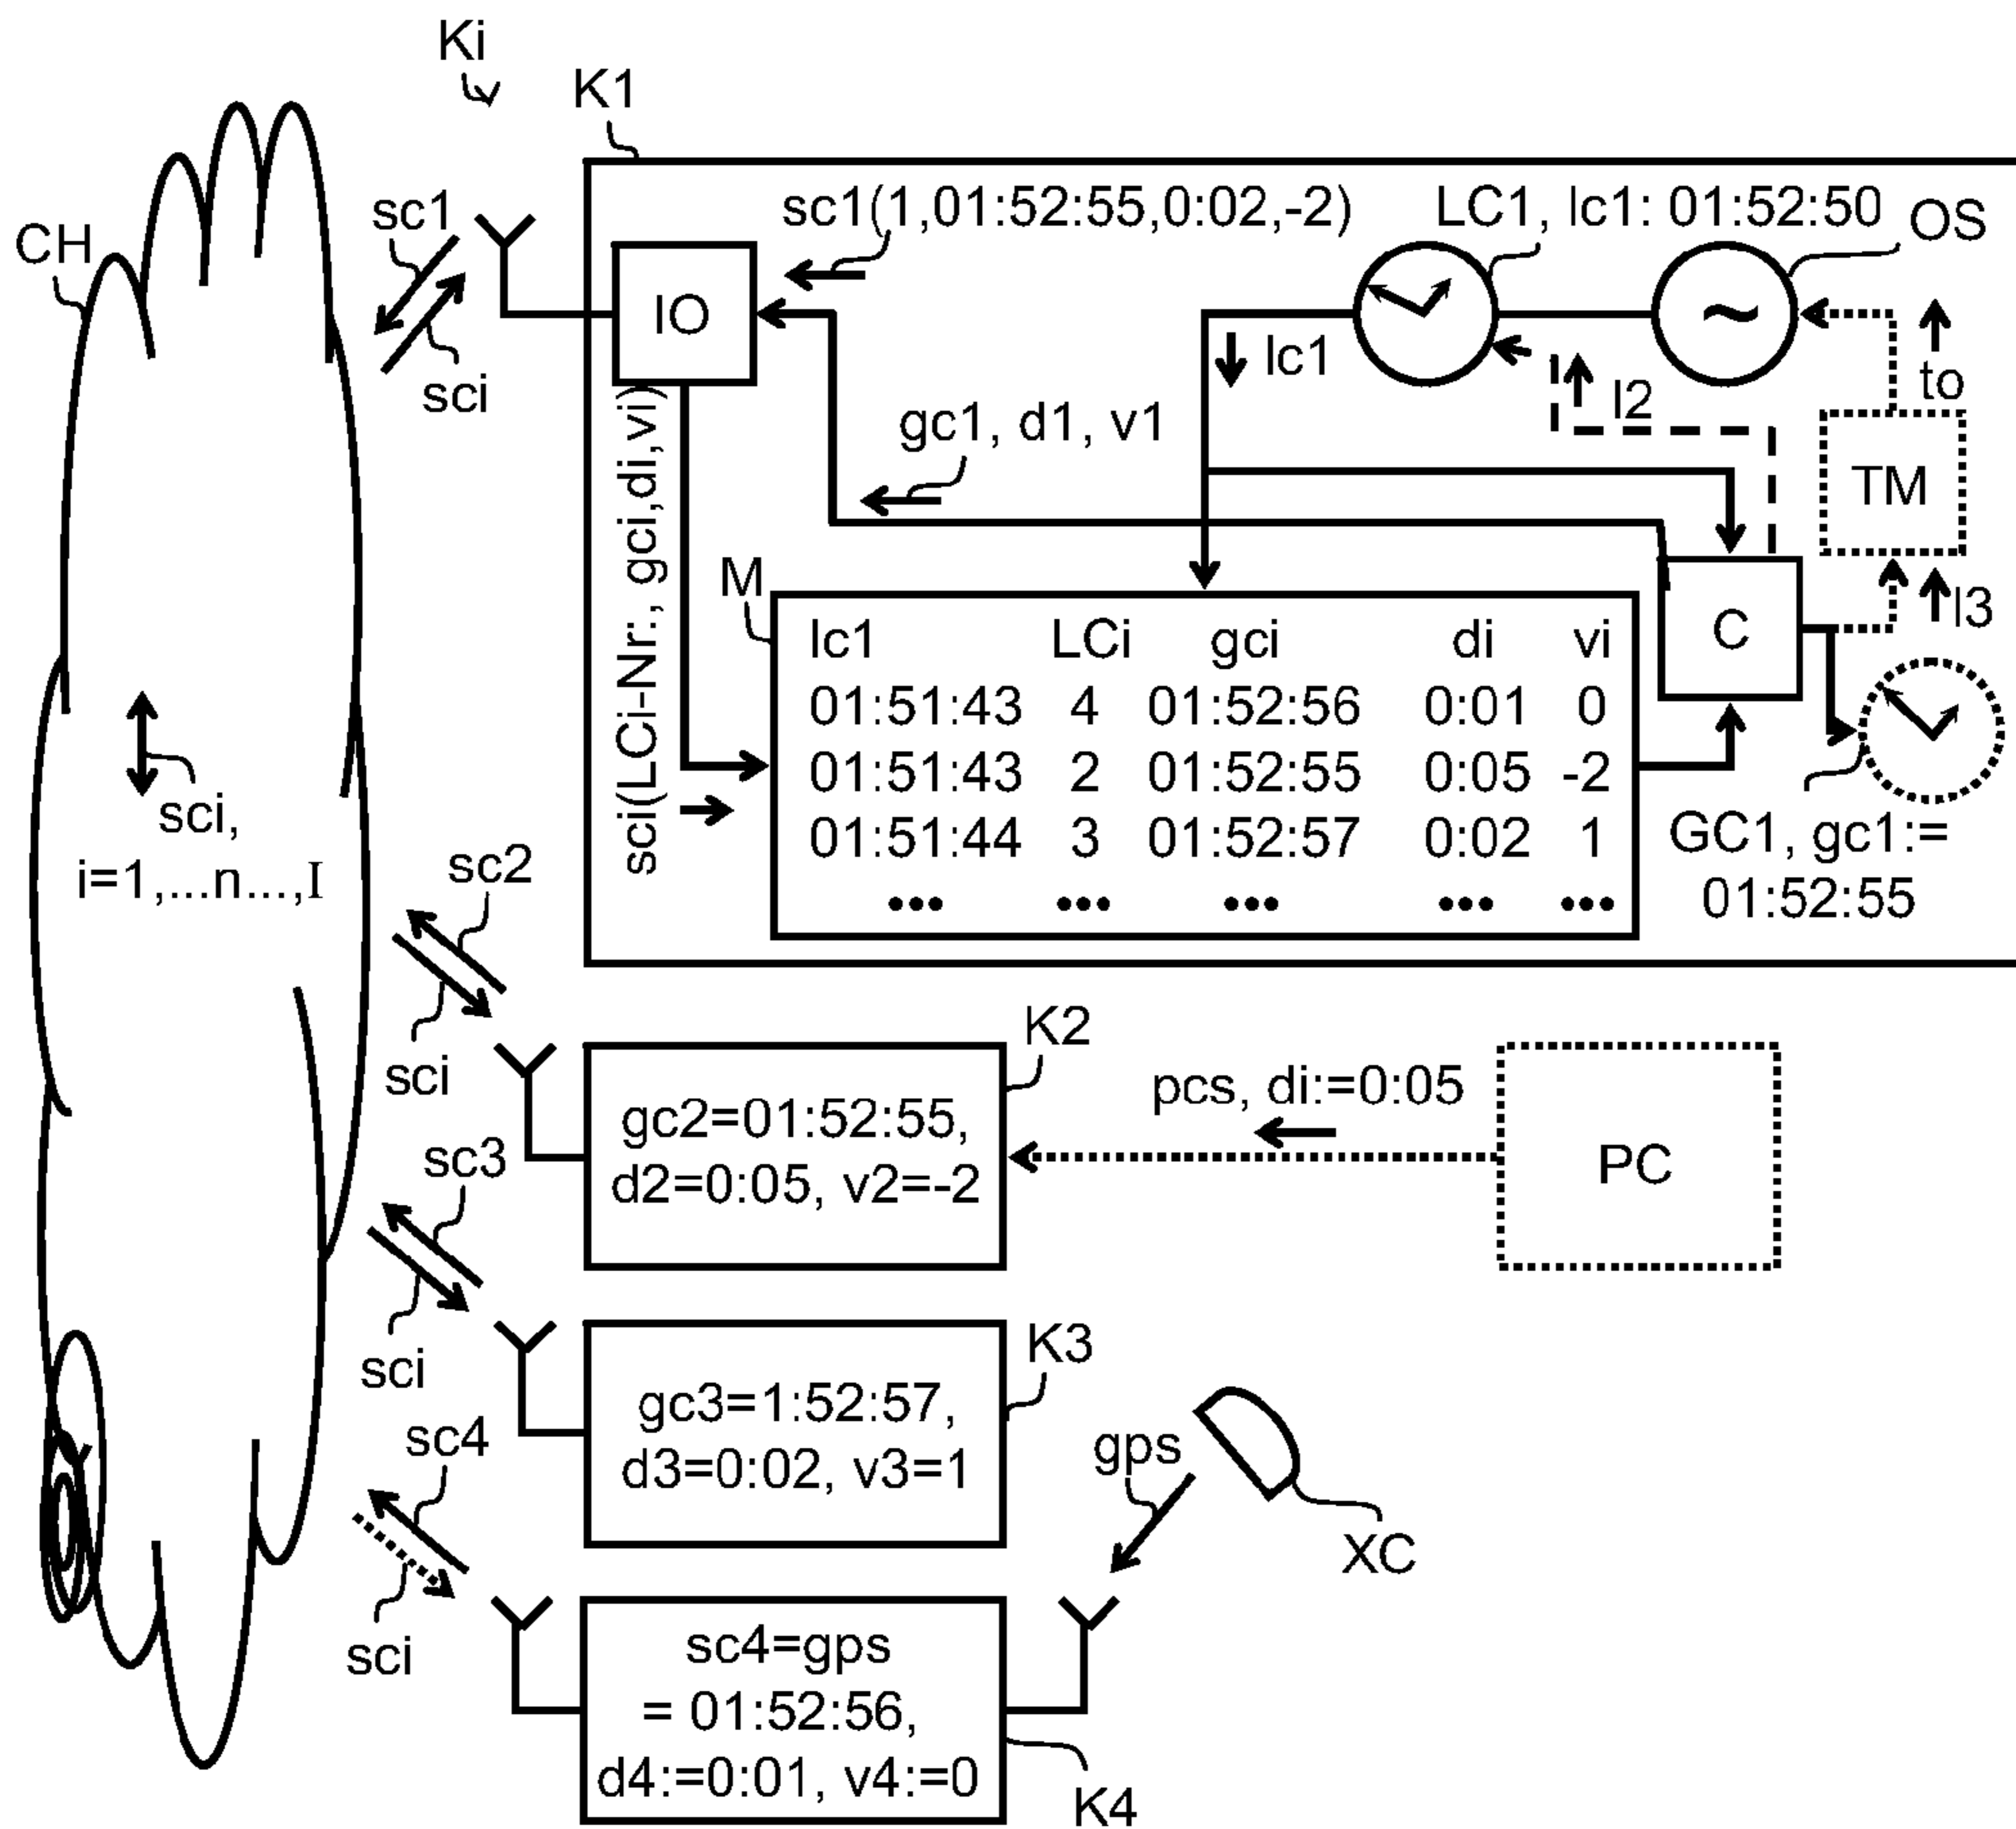 Ki
K1
CH
sc1
sci
sc1(1,01:52:55,0:02,-2)
LC1, lc1: 01:52:50
OS
IO
~
lc1
I2
to
gc1, d1, v1
TM
sci(LCi-Nr:, gci,di,vi)
M
C
I3
lc1 LCi gci di vi
01:51:43 4 01:52:56 0:01 0
01:51:43 2 01:52:55 0:05 -2
01:51:44 3 01:52:57 0:02 1
... ... ... ... ...
GC1, gc1:=
01:52:55
sci,
i=1,...n...,I
sc2
sci
K2
gc2=01:52:55,
d2=0:05, v2=-2
pcs, di:=0:05
PC
sc3
sci
K3
gc3=1:52:57,
d3=0:02, v3=1
gps
XC
sc4
sci
sc4=gps
= 01:52:56,
d4:=0:01, v4:=0
K4